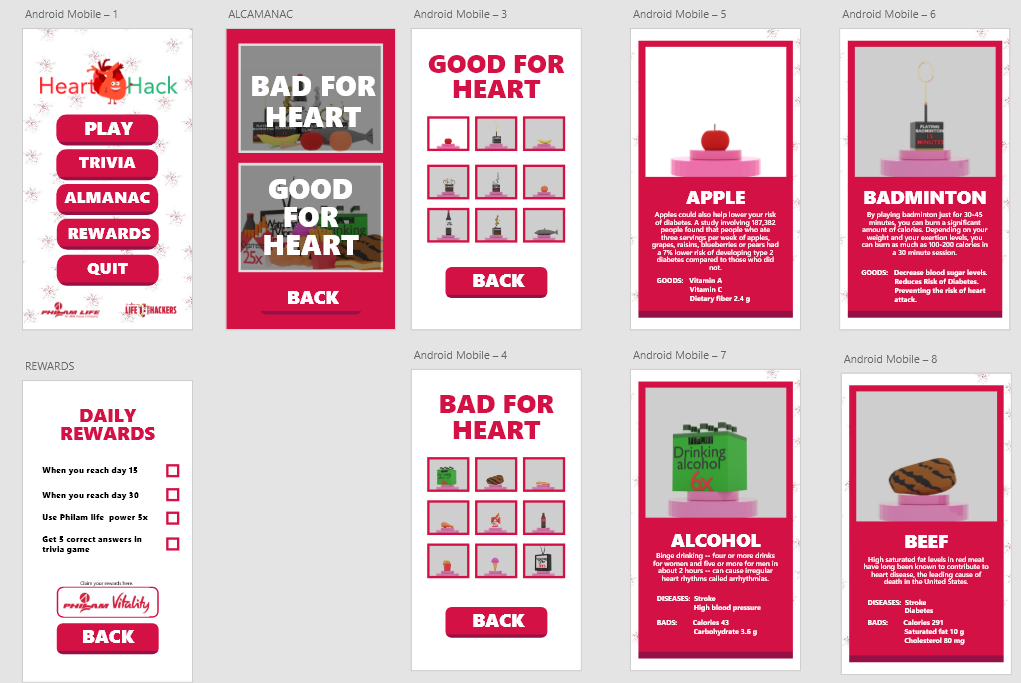 Android Mobile – 1
Heart Hack
PLAY
TRIVIA
ALMANAC
REWARDS
QUIT
PHILAM LIFE
LIFE HACKERS
ALCAMANAC
BAD FOR
HEART
GOOD
FOR
HEART
25x
BACK
Android Mobile – 3
GOOD FOR
HEART
BACK
Android Mobile – 5
APPLE
Apples could also help lower your risk
of diabetes. A study involving 187,382
people found that people who ate
three servings per week of apples,
grapes, raisins, blueberries or pears had
a 7% lower risk of developing type 2
diabetes compared to those who did
not.
GOODS: Vitamin A
Vitamin C
Dietary fiber 2.4 g
Android Mobile – 6
PLAYING
BADMINTON
MINUTES
BADMINTON
By playing badminton just for 30-45
minutes, you can burn a significant
amount of calories. Depending on your
weight and your exertion levels, you
can burn as much as 100-200 calories in
a 30 minute session.
GOODS: Decrease blood sugar levels.
Reduces Risk of Diabetes.
Preventing the risk of heart
attack.
REWARDS
DAILY
REWARDS
When you reach day 15
When you reach day 30
Use Philam life power 5x
Get 5 correct answers in
trivia game
Claim your rewards here.
PHILAM Vitality
BACK
Android Mobile – 4
BAD FOR
HEART
BACK
Android Mobile – 7
Drinking
alcohol
6x
ALCOHOL
Binge drinking -- four or more drinks
for women and five or more for men in
about 2 hours -- can cause irregular
heart rhythms called arrhythmias.
DISEASES: Stroke
High blood pressure
BADS: Calories 43
Carbohydrate 3.6 g
Android Mobile – 8
BEEF
High saturated fat levels in red meat
have long been known to contribute to
heart disease, the leading cause of
death in the United States.
DISEASES: Stroke
Diabetes
BADS: Calories 291
Saturated fat 10 g
Cholesterol 80 mg